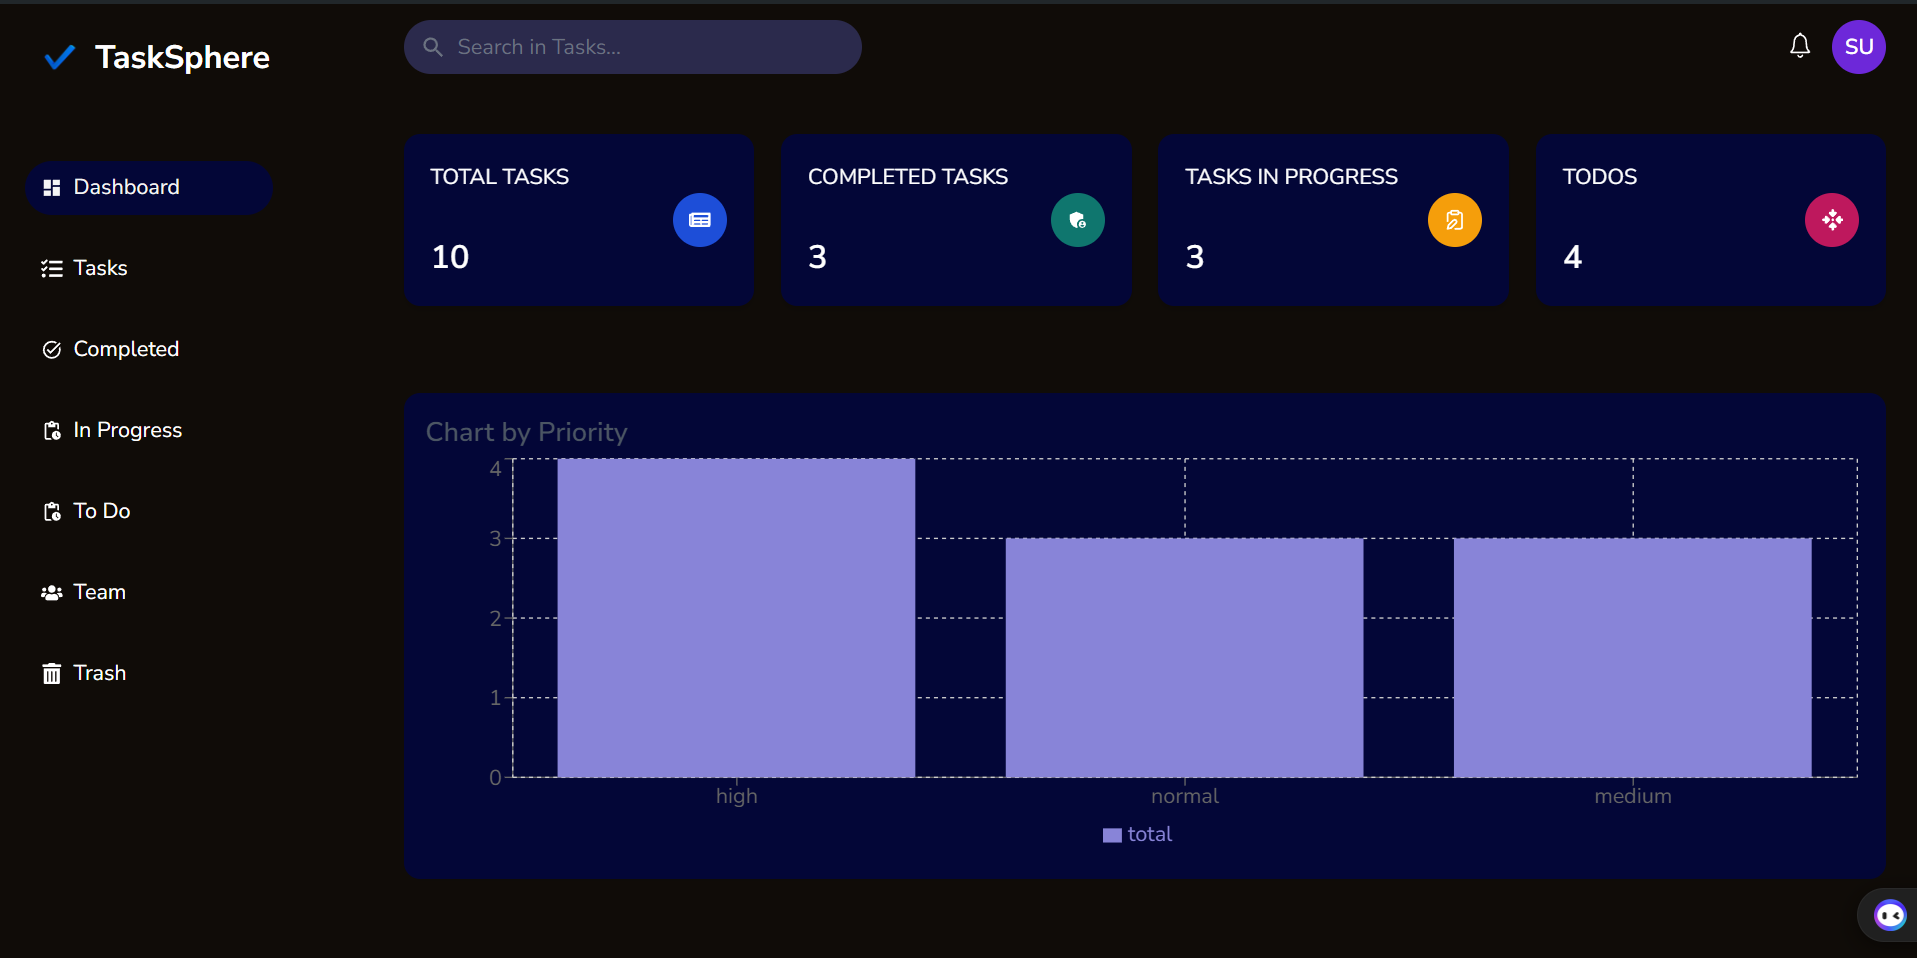 TaskSphere
Search in Tasks...
SU
Dashboard
Tasks
Completed
In Progress
To Do
Team
Trash
TOTAL TASKS
10
COMPLETED TASKS
3
TASKS IN PROGRESS
3
TODOS
4
Chart by Priority
4
3
2
1
0
high normal medium
total